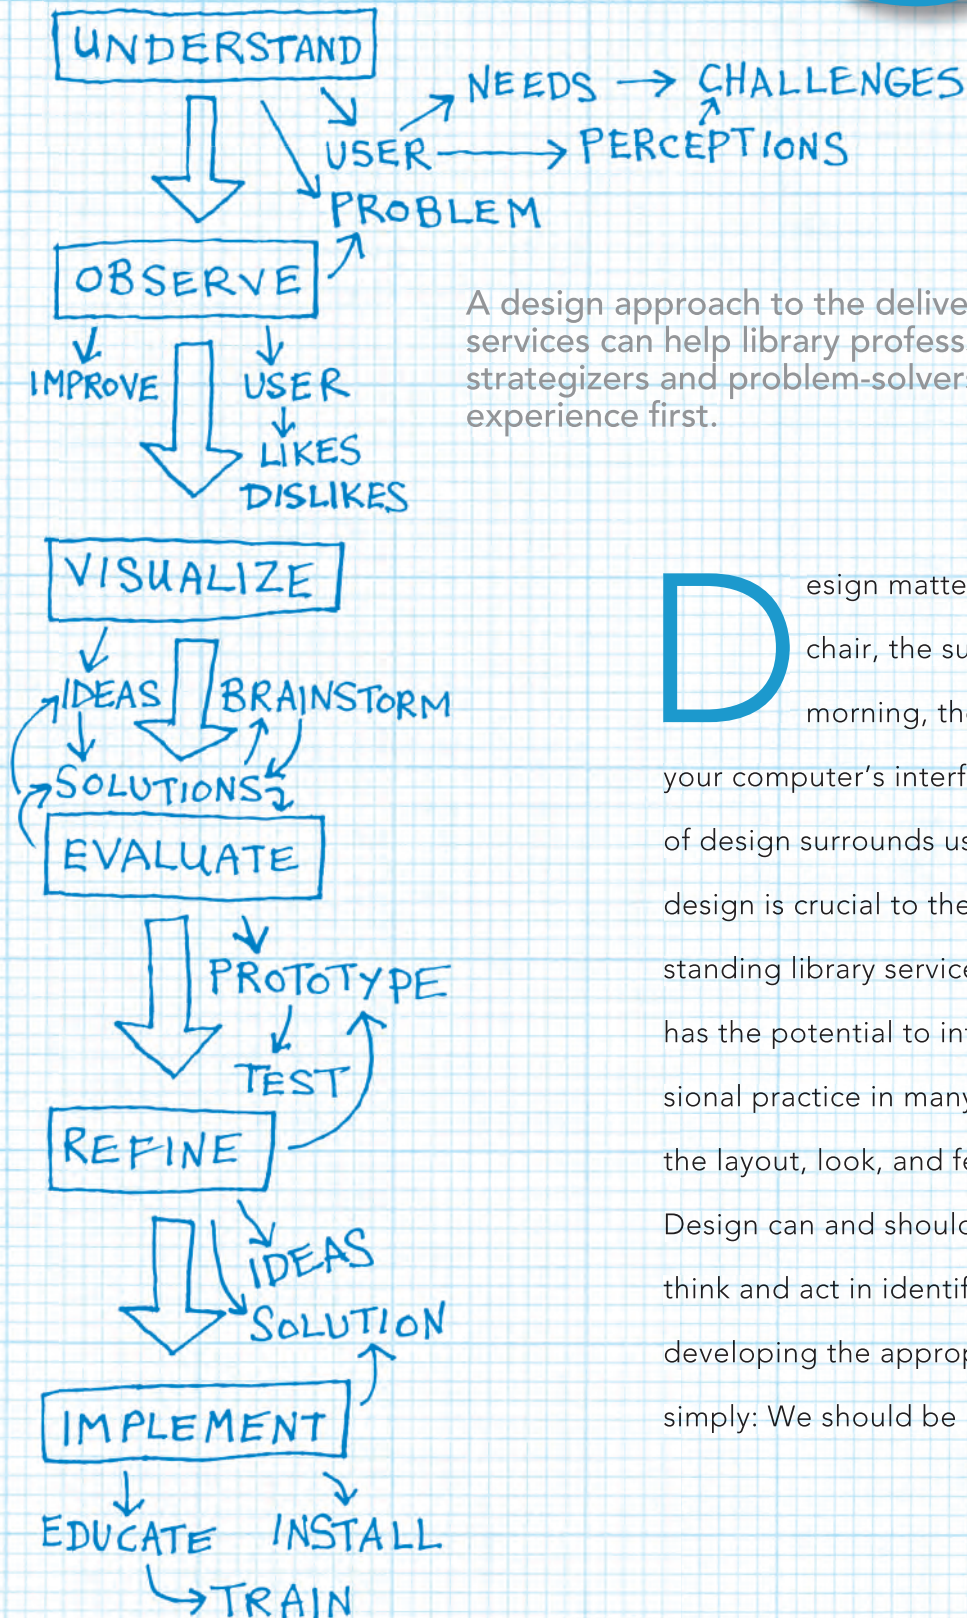 UNDERSTAND
NEEDS → CHALLENGES
USER → PERCEPTIONS
PROBLEM
OBSERVE
IMPROVE USER
LIKES
DISLIKES
VISUALIZE
IDEAS BRAINSTORM
SOLUTIONS
EVALUATE
PROTOTYPE
TEST
REFINE
IDEAS
SOLUTION
IMPLEMENT
EDUCATE INSTALL
TRAIN
A design approach to the delive
services can help library profess
strategizers and problem-solvers
experience first.
Design matte
chair, the su
morning, the
your computer’s interf
of design surrounds us
design is crucial to the
standing library service
has the potential to in
sional practice in many
the layout, look, and fe
Design can and should
think and act in identif
developing the approp
simply: We should be